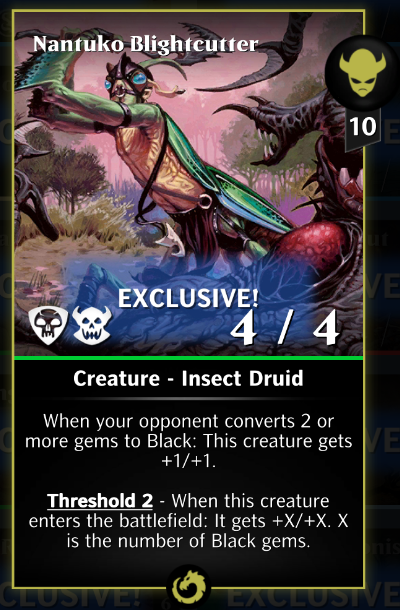 Nantuko Blightcutter
10
EXCLUSIVE!
4 / 4
Creature - Insect Druid
When your opponent converts 2 or
more gems to Black: This creature gets
+1/+1.
Threshold 2 - When this creature
enters the battlefield: It gets +X/+X. X
is the number of Black gems.
EXCLUSIVE!